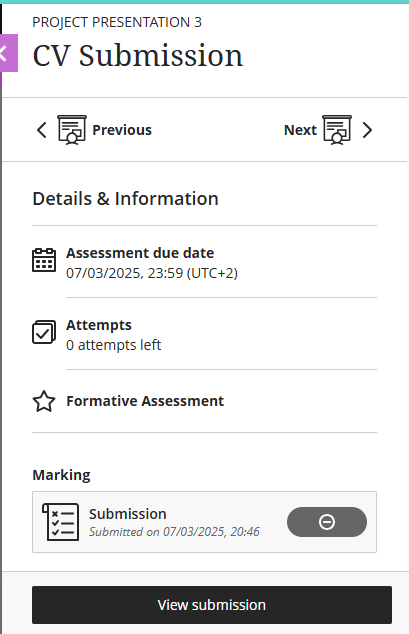 PROJECT PRESENTATION 3
CV Submission
Previous
Next
Details & Information
Assessment due date
07/03/2025, 23:59 (UTC+2)
Attempts
0 attempts left
Formative Assessment
Marking
Submission
Submitted on 07/03/2025, 20:46
View submission